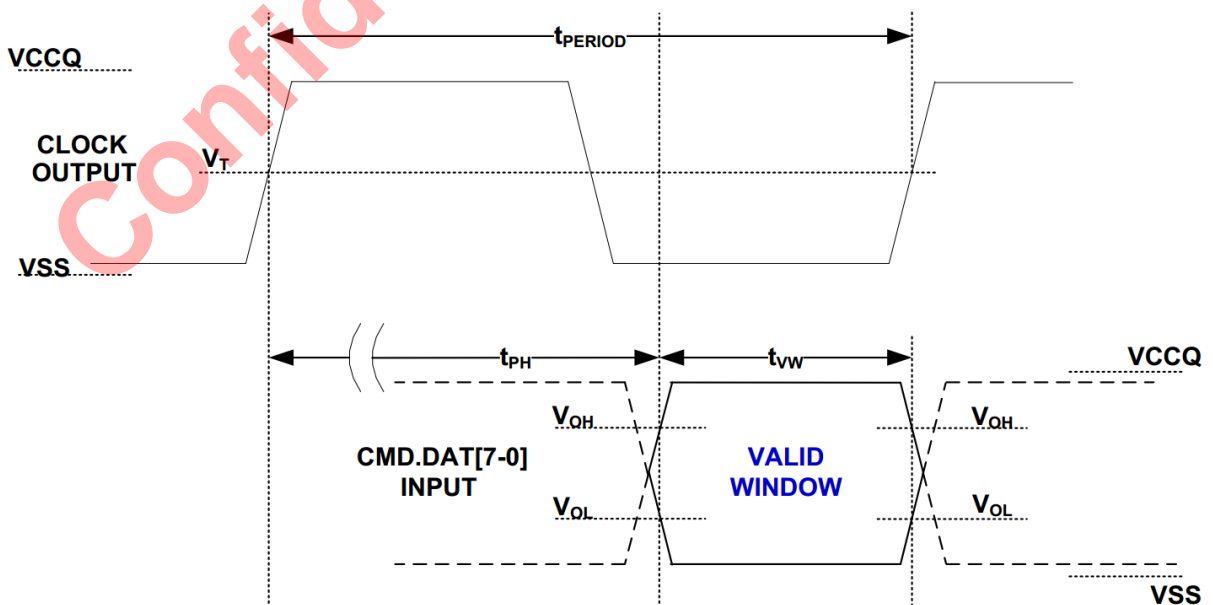 Confid
tPERIOD
VCCQ
CLOCK
OUTPUT
VT
VSS
tPH
tVW
VCCQ
VOH
VOH
CMD.DAT[7-0]
INPUT
VALID
WINDOW
VOL
VOL
VSS